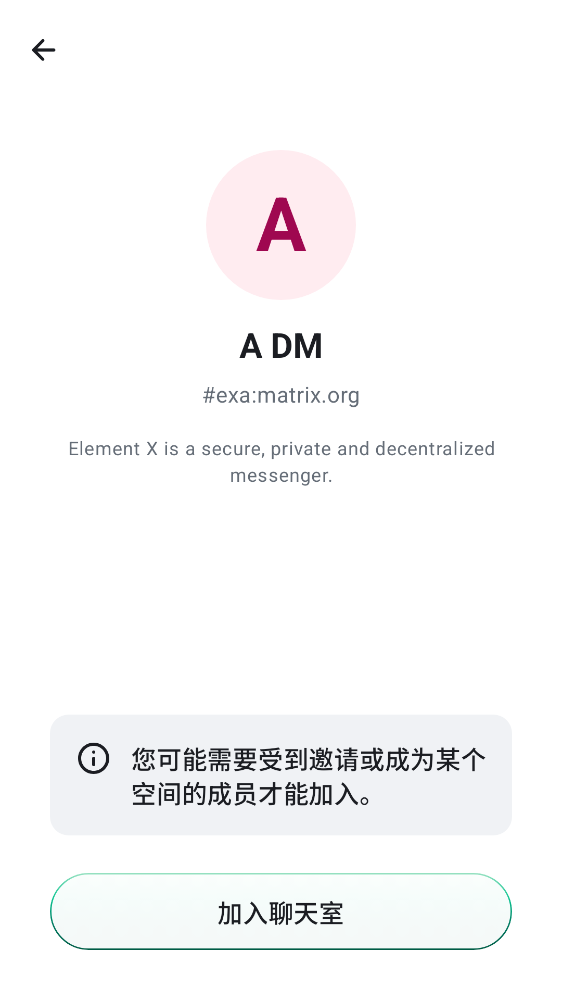 A
A DM
#exa:matrix.org
Element X is a secure, private and decentralized
messenger.
您可能需要受到邀请或成为某个
空间的成员才能加入。
加入聊天室